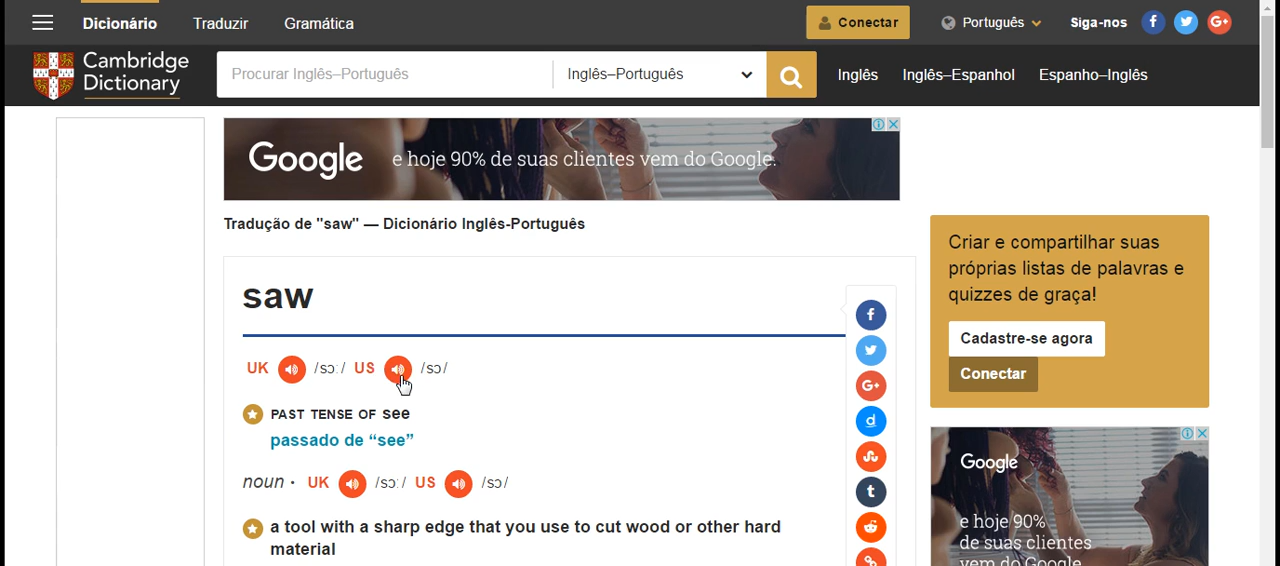 Dicionário Traduzir Gramática Conectar Português Siga-nos
Cambridge
Dictionary
Procurar Inglês–Português Inglês–Português Inglês Inglês–Espanhol Espanho–Inglês
Google e hoje 90% de suas clientes vem do Google.
Tradução de "saw" — Dicionário Inglês-Português
saw
UK /sɔː/ US /sɔ/
PAST TENSE OF see
passado de “see”
noun · UK /sɔː/ US /sɔ/
a tool with a sharp edge that you use to cut wood or other hard
material
Criar e compartilhar suas
próprias listas de palavras e
quizzes de graça!
Cadastre-se agora
Conectar
Google
e hoje 90%
de suas clientes
vem do Google